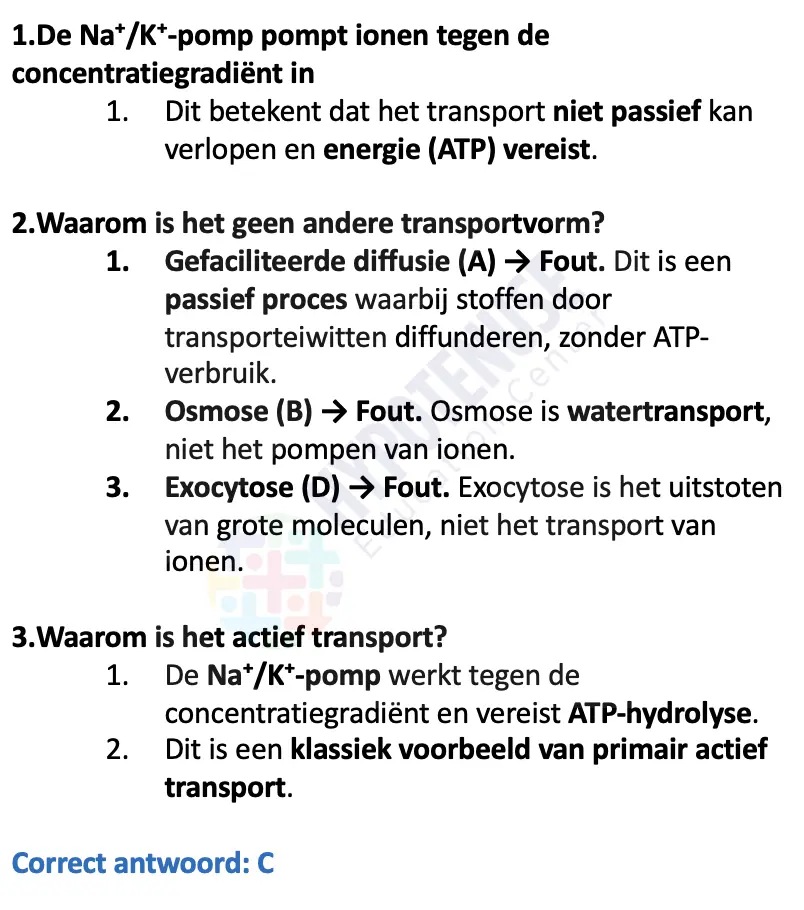 1.De Na⁺/K⁺-pomp pompt ionen tegen de
concentratiegradiënt in
1. Dit betekent dat het transport niet passief kan
verlopen en energie (ATP) vereist.
2.Waarom is het geen andere transportvorm?
1. Gefaciliteerde diffusie (A) → Fout. Dit is een
passief proces waarbij stoffen door
transporteiwitten diffunderen, zonder ATP-
verbruik.
2. Osmose (B) → Fout. Osmose is watertransport,
niet het pompen van ionen.
3. Exocytose (D) → Fout. Exocytose is het uitstoten
van grote moleculen, niet het transport van
ionen.
3.Waarom is het actief transport?
1. De Na⁺/K⁺-pomp werkt tegen de
concentratiegradiënt en vereist ATP-hydrolyse.
2. Dit is een klassiek voorbeeld van primair actief
transport.
Correct antwoord: C
HYPOTENUSE
Education Center